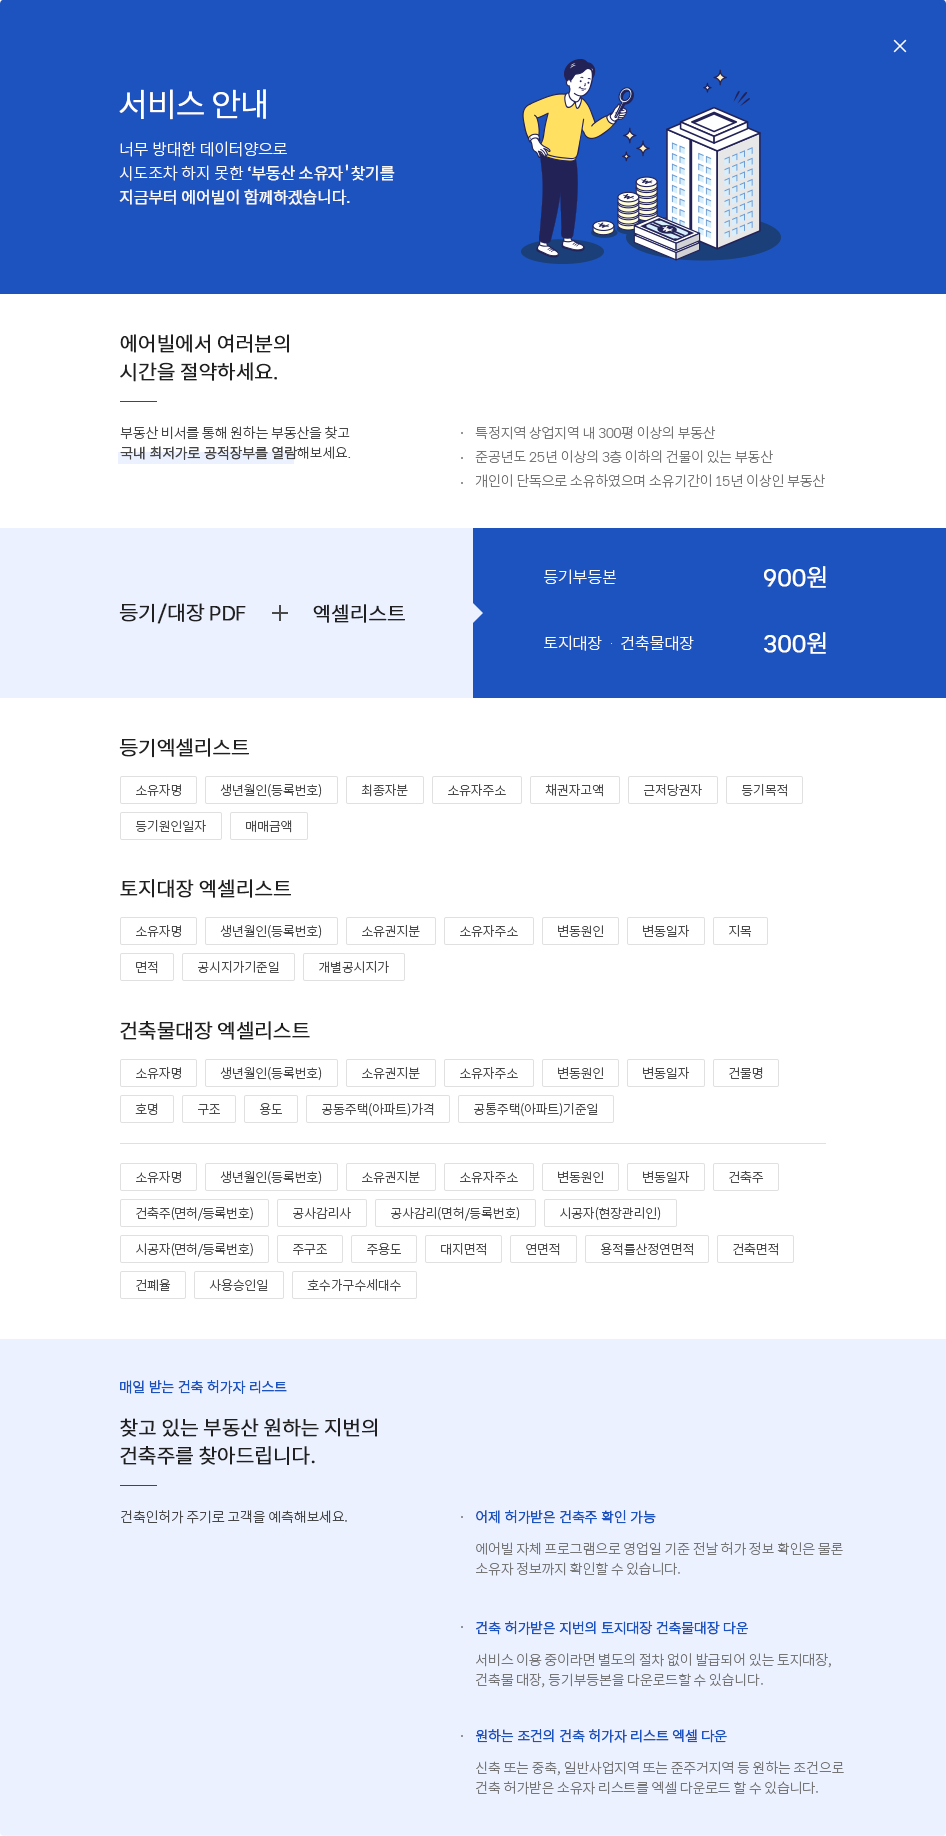 서비스 안내
너무 방대한 데이터양으로
시도조차 하지 못한 ‘부동산 소유자'찾기를
지금부터 에어빌이 함께하겠습니다.
에어빌에서 여러분의
시간을 절약하세요.
부동산 비서를 통해 원하는 부동산을 찾고
국내 최저가로 공적장부를 열람해보세요.
· 특정지역 상업지역 내 300평 이상의 부동산
· 준공년도 25년 이상의 3층 이하의 건물이 있는 부동산
· 개인이 단독으로 소유하였으며 소유기간이 15년 이상인 부동산
등기/대장 PDF + 엑셀리스트
등기부등본 900원
토지대장 · 건축물대장 300원
등기엑셀리스트
소유자명 생년월인(등록번호) 최종자분 소유자주소 채권자고액 근저당권자 등기목적
등기원인일자 매매금액
토지대장 엑셀리스트
소유자명 생년월인(등록번호) 소유권지분 소유자주소 변동원인 변동일자 지목
면적 공시지가기준일 개별공시지가
건축물대장 엑셀리스트
소유자명 생년월인(등록번호) 소유권지분 소유자주소 변동원인 변동일자 건물명
호명 구조 용도 공동주택(아파트)가격 공통주택(아파트)기준일
소유자명 생년월인(등록번호) 소유권지분 소유자주소 변동원인 변동일자 건축주
건축주(면허/등록번호) 공사감리사 공사감리(면허/등록번호) 시공자(현장관리인)
시공자(면허/등록번호) 주구조 주용도 대지면적 연면적 용적률산정연면적 건축면적
건폐율 사용승인일 호수가구수세대수
매일 받는 건축 허가자 리스트
찾고 있는 부동산 원하는 지번의
건축주를 찾아드립니다.
건축인허가 주기로 고객을 예측해보세요.
· 어제 허가받은 건축주 확인 가능
에어빌 자체 프로그램으로 영업일 기준 전날 허가 정보 확인은 물론
소유자 정보까지 확인할 수 있습니다.
· 건축 허가받은 지번의 토지대장 건축물대장 다운
서비스 이용 중이라면 별도의 절차 없이 발급되어 있는 토지대장,
건축물 대장, 등기부등본을 다운로드할 수 있습니다.
· 원하는 조건의 건축 허가자 리스트 엑셀 다운
신축 또는 중축, 일반사업지역 또는 준주거지역 등 원하는 조건으로
건축 허가받은 소유자 리스트를 엑셀 다운로드 할 수 있습니다.